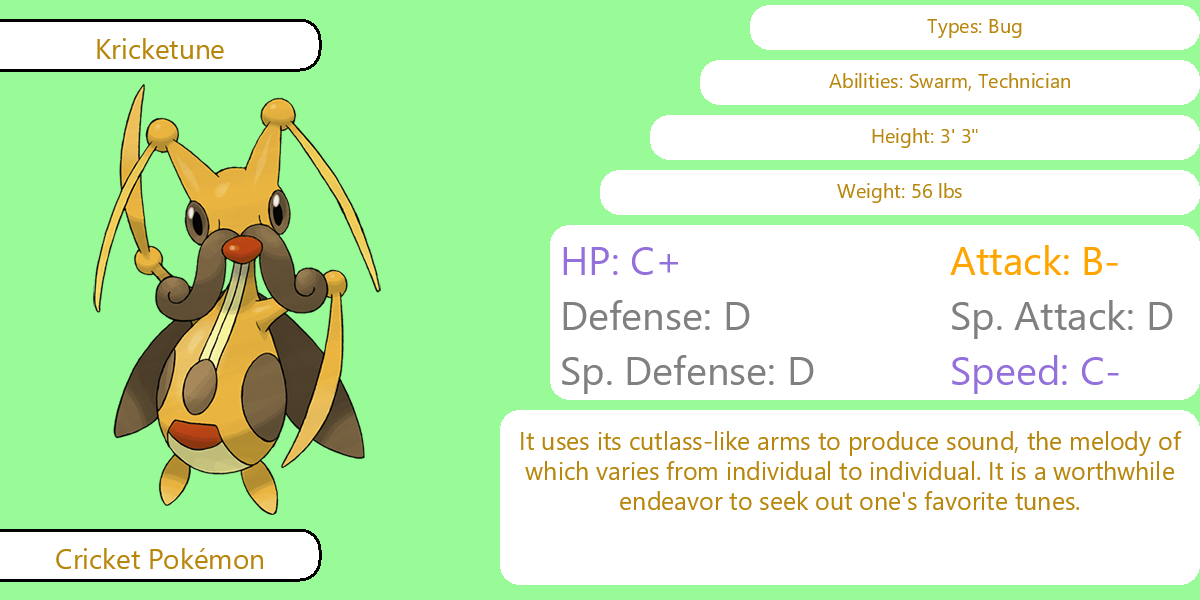 Kricketune
Types: Bug
Abilities: Swarm, Technician
Height: 3' 3"
Weight: 56 lbs
HP: C+
Attack: B-
Defense: D
Sp. Attack: D
Sp. Defense: D
Speed: C-
It uses its cutlass-like arms to produce sound, the melody of
which varies from individual to individual. It is a worthwhile
endeavor to seek out one's favorite tunes.
Cricket Pokémon